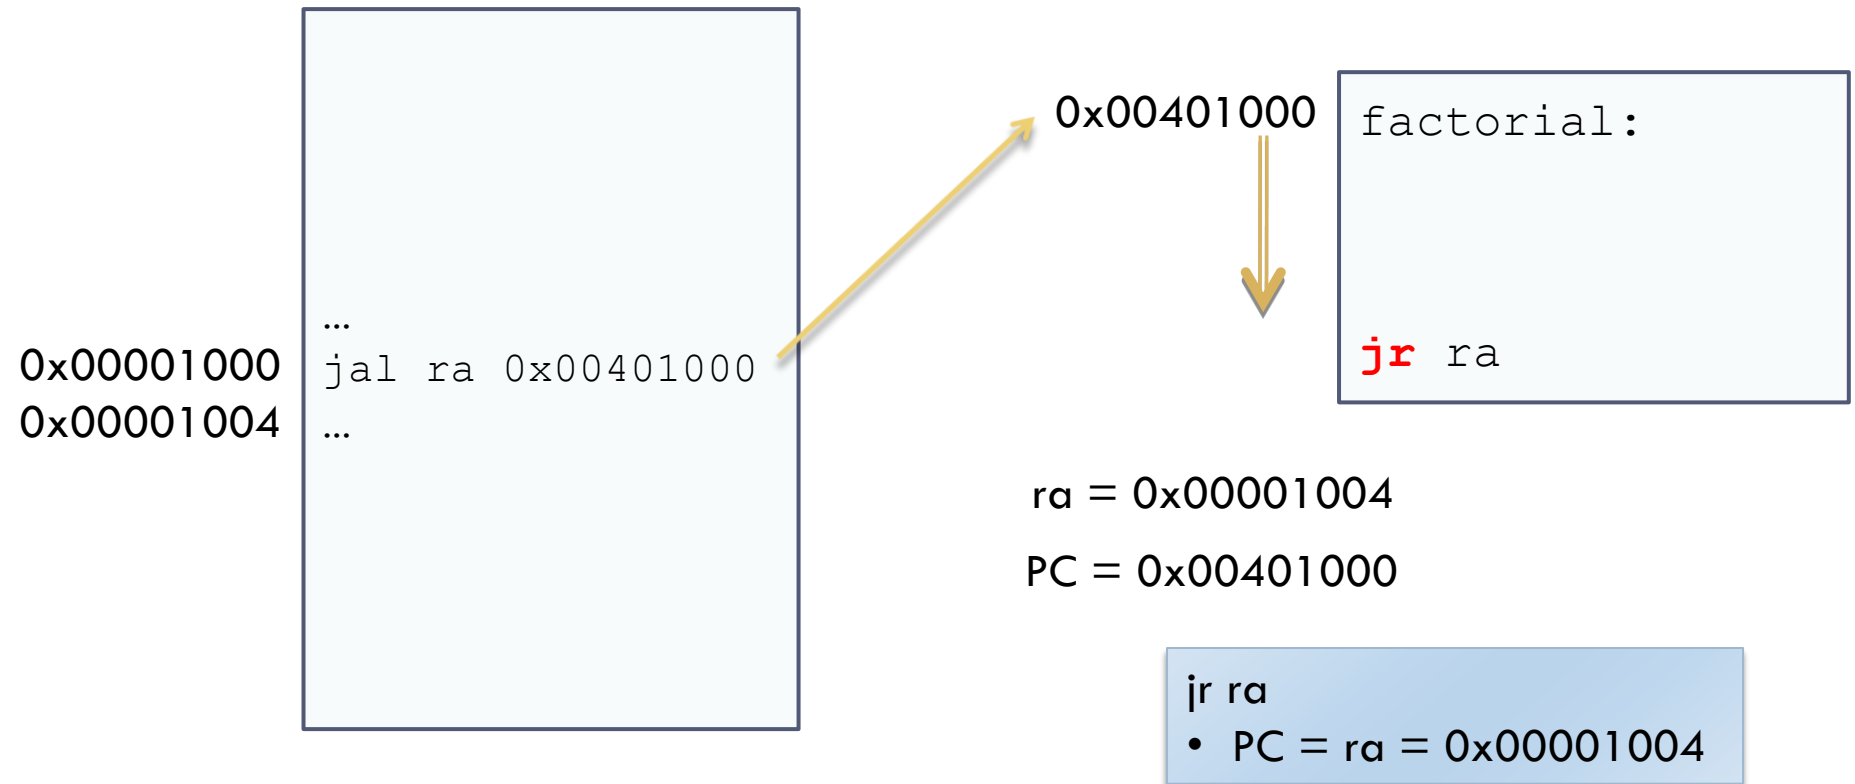 …
0x00001000 jal ra 0x00401000
0x00001004 …
0x00401000 factorial:
jr ra
ra = 0x00001004
PC = 0x00401000
jr ra
• PC = ra = 0x00001004